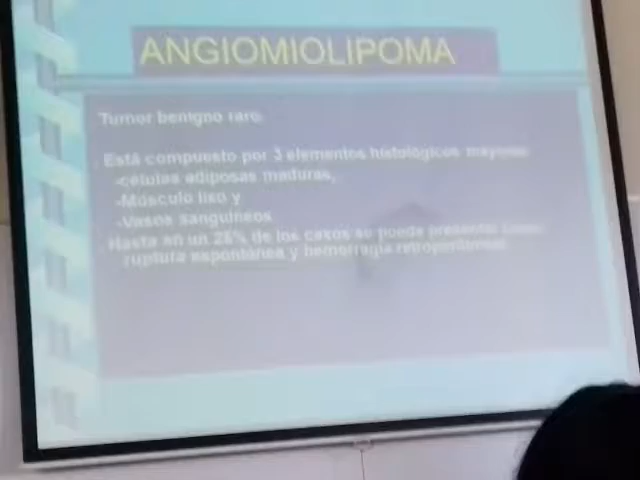 ANGIOMIOLIPOMA
Tumor benigno raro
Está compuesto por 3 elementos histológicos mayores
-células adiposas maduras,
-Músculo liso y
-Vasos sanguíneos
Hasta en un 25% de los casos se puede presentar como
ruptura espontánea y hemorragia retroperitoneal